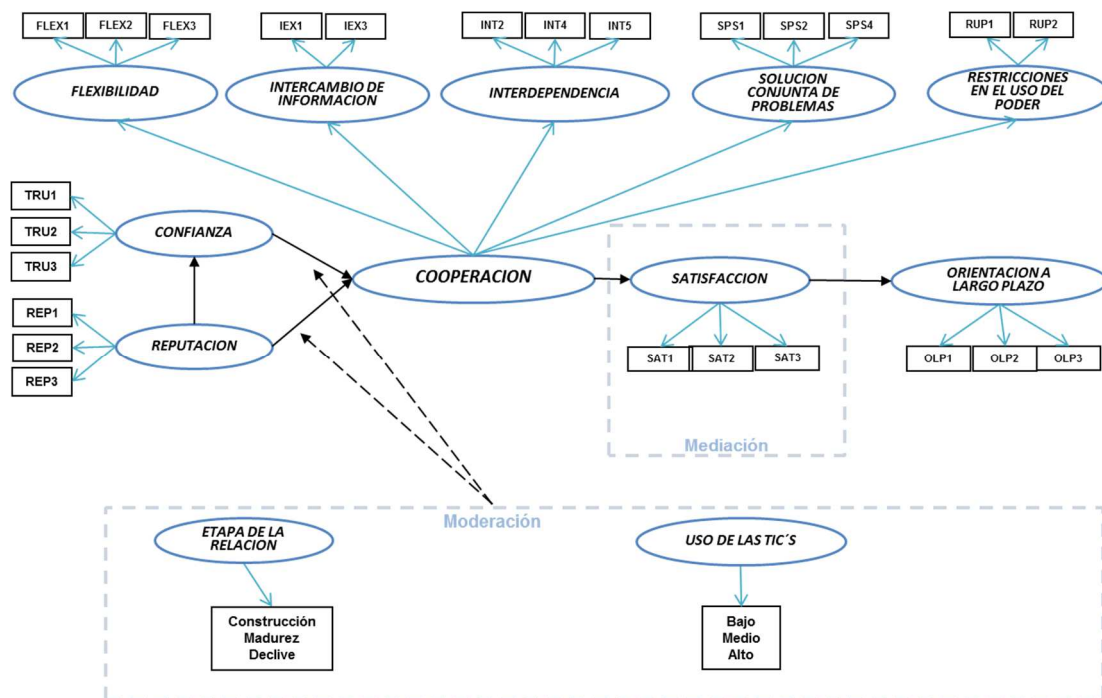 FLEX1 FLEX2 FLEX3 IEX1 IEX3 INT2 INT4 INT5 SPS1 SPS2 SPS4 RUP1 RUP2
FLEXIBILIDAD
INTERCAMBIO DE
INFORMACION
INTERDEPENDENCIA
SOLUCION
CONJUNTA DE
PROBLEMAS
RESTRICCIONES
EN EL USO DEL
PODER
TRU1
TRU2
TRU3
CONFIANZA
REP1
REP2
REP3
REPUTACION
COOPERACION
SATISFACCION
SAT1 SAT2 SAT3
Mediación
ORIENTACION A
LARGO PLAZO
OLP1 OLP2 OLP3
Moderación
ETAPA DE LA
RELACION
Construcción
Madurez
Declive
USO DE LAS TIC´S
Bajo
Medio
Alto